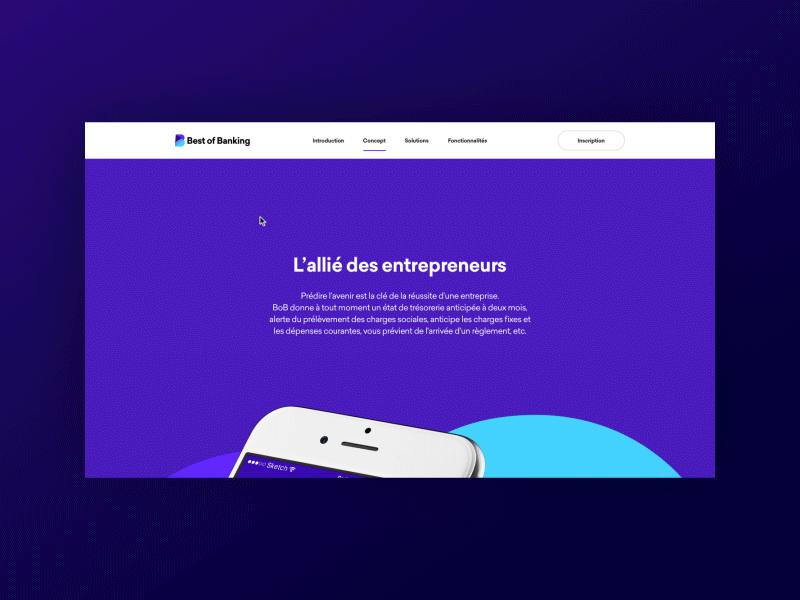 Best of Banking
Introduction
Concept
Solutions
Fonctionnalités
Inscription
L’allié des entrepreneurs
Prédire l'avenir est la clé de la réussite d'une entreprise.
BoB donne à tout moment un état de trésorerie anticipée à deux mois,
alerte du prélèvement des charges sociales, anticipe les charges fixes et
les dépenses courantes, vous prévient de l'arrivée d'un règlement, etc.
Sketch